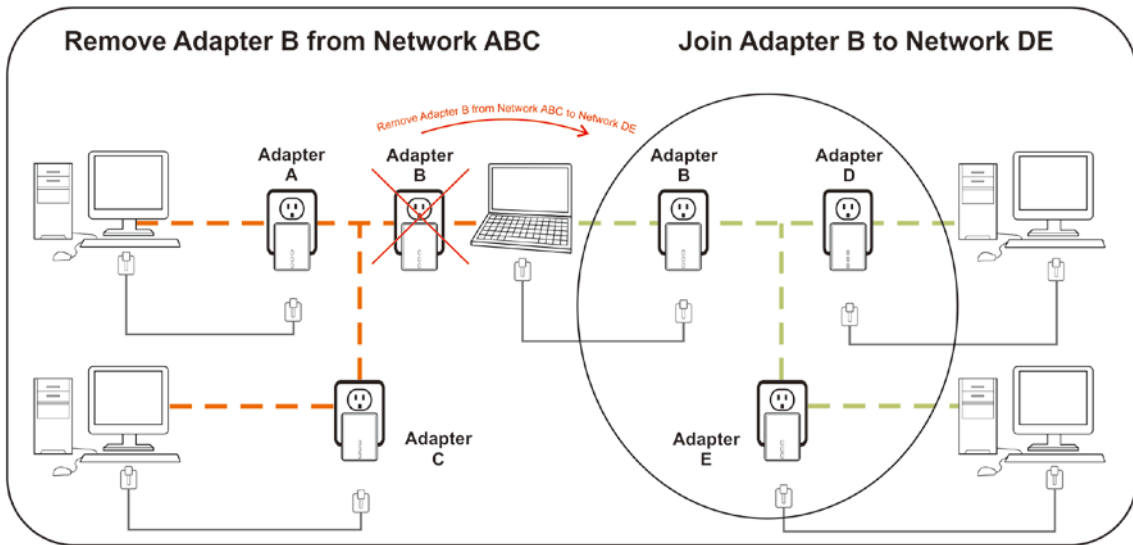 Remove Adapter B from Network ABC
Join Adapter B to Network DE
Remove Adapter B from Network ABC to Network DE
Adapter
A
Adapter
B
Adapter
B
Adapter
D
Adapter
C
Adapter
E